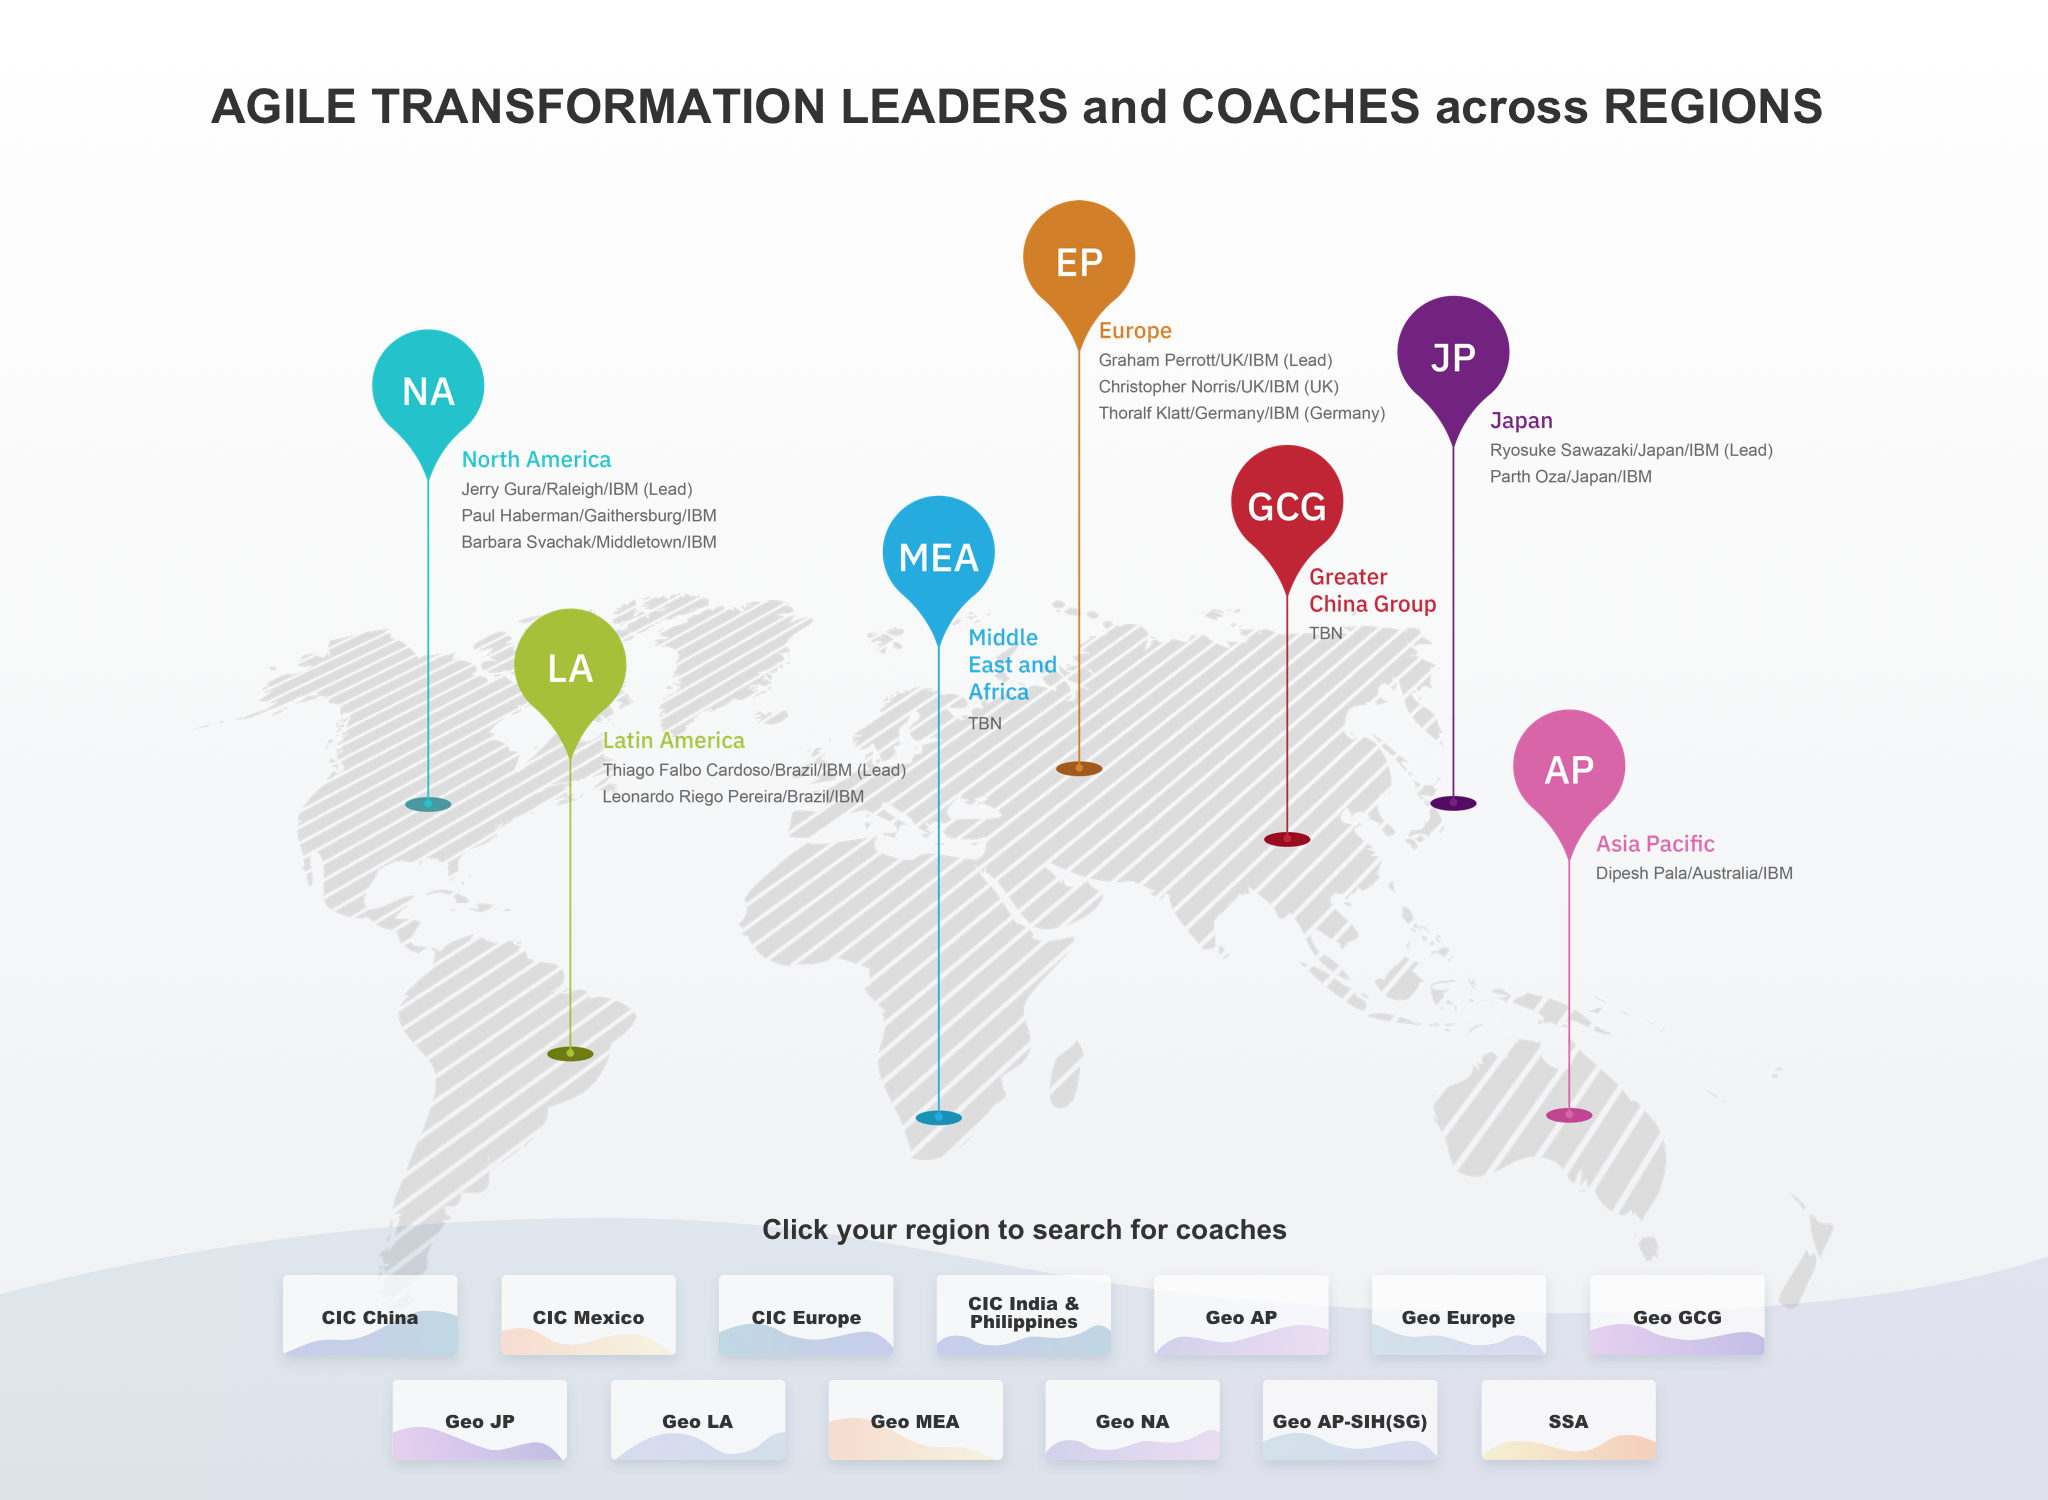 AGILE TRANSFORMATION LEADERS and COACHES across REGIONS
EP
Europe
Graham Perrott/UK/IBM (Lead)
Christopher Norris/UK/IBM (UK)
Thoralf Klatt/Germany/IBM (Germany)
JP
Japan
Ryosuke Sawazaki/Japan/IBM (Lead)
Parth Oza/Japan/IBM
NA
North America
Jerry Gura/Raleigh/IBM (Lead)
Paul Haberman/Gaithersburg/IBM
Barbara Svachak/Middletown/IBM
GCG
Greater
China Group
TBN
MEA
Middle
East and
Africa
TBN
LA
Latin America
Thiago Falbo Cardoso/Brazil/IBM (Lead)
Leonardo Riego Pereira/Brazil/IBM
AP
Asia Pacific
Dipesh Pala/Australia/IBM
Click your region to search for coaches
CIC China
CIC Mexico
CIC Europe
CIC India &
Philippines
Geo AP
Geo Europe
Geo GCG
Geo JP
Geo LA
Geo MEA
Geo NA
Geo AP-SIH(SG)
SSA